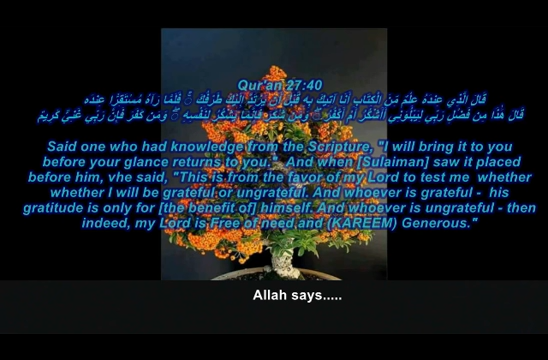 Qur'an 27:40
قَالَ الَّذِي عِنْدَهُ عِلْمٌ مِّنَ الْكِتَابِ أَنَا آتِيكَ بِهِ قَبْلَ أَن يَرْتَدَّ إِلَيْكَ طَرْفُكَ ۚ فَلَمَّا رَآهُ مُسْتَقِرًّا عِندَهُ
قَالَ هَٰذَا مِن فَضْلِ رَبِّي لِيَبْلُوَنِي أَأَشْكُرُ أَمْ أَكْفُرُ ۖ وَمَن شَكَرَ فَإِنَّمَا يَشْكُرُ لِنَفْسِهِ ۖ وَمَن كَفَرَ فَإِنَّ رَبِّي غَنِيٌّ كَرِيمٌ
Said one who had knowledge from the Scripture, "I will bring it to you
before your glance returns to you." And when [Sulaiman] saw it placed
before him, vhe said, "This is from the favor of my Lord to test me whether
whether I will be grateful or ungrateful. And whoever is grateful - his
gratitude is only for [the benefit of] himself. And whoever is ungrateful - then
indeed, my Lord is Free of need and (KAREEM) Generous."
Allah says.....